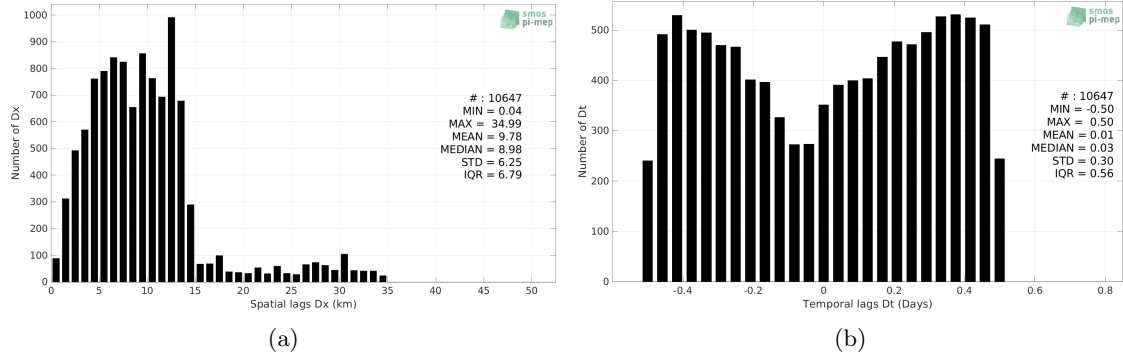 1000
900
800
700
600
500
400
300
200
100
0
0 5 10 15 20 25 30 35 40 45 50
Number of Dx
Spatial lags Dx (km)
smos
pi-mep
# : 10647
MIN = 0.04
MAX = 34.99
MEAN = 9.78
MEDIAN = 8.98
STD = 6.25
IQR = 6.79
(a)
500
400
300
200
100
0
-0.4 -0.2 0 0.2 0.4 0.6 0.8
Number of Dt
Temporal lags Dt (Days)
smos
pi-mep
# : 10647
MIN = -0.50
MAX = 0.50
MEAN = 0.01
MEDIAN = 0.03
STD = 0.30
IQR = 0.56
(b)